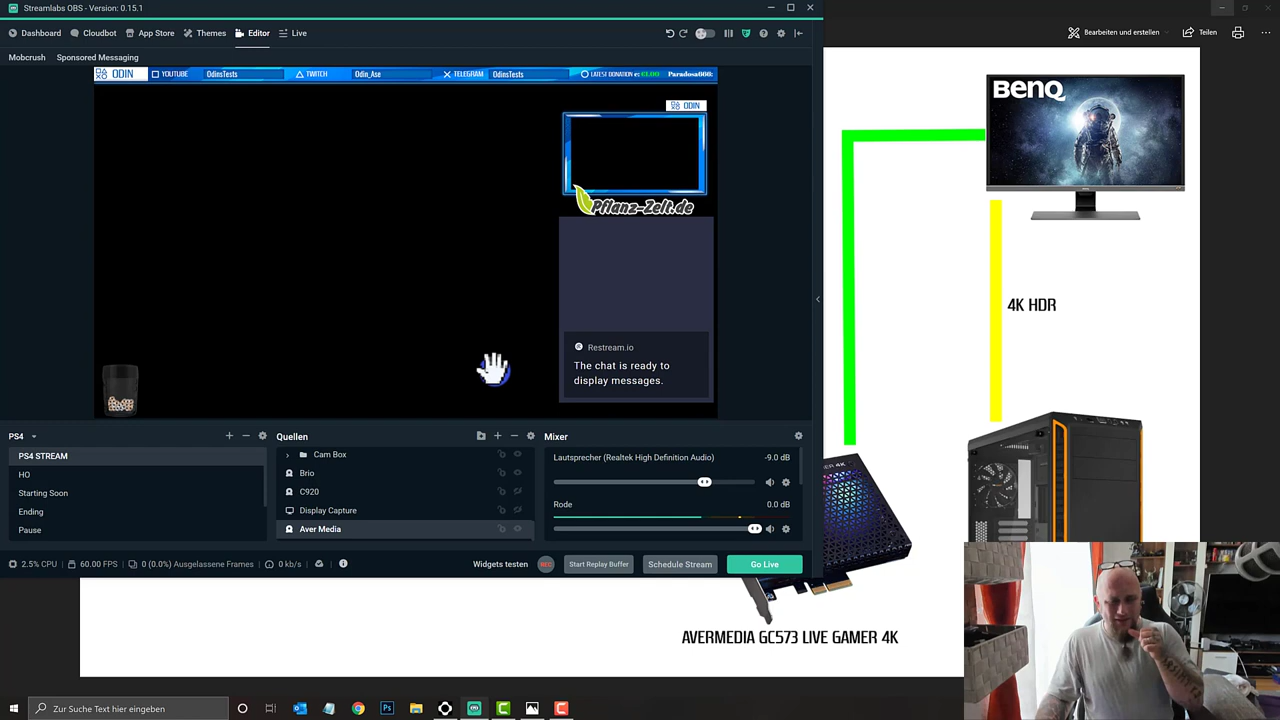 Streamlabs OBS - Version: 0.15.1
Dashboard Cloudbot App Store Themes Editor Live
Mobcrush Sponsored Messaging
ODIN YOUTUBE OdinsTests TWITCH Odin_Ase TELEGRAM OdinsTests LATEST DONATION
ODIN
Pflanz-Zelt.de
Restream.io
The chat is ready to
display messages.
PS4
PS4 STREAM
HO
Starting Soon
Ending
Pause
Quellen
Cam Box
Brio
C920
Display Capture
Aver Media
Mixer
Lautsprecher (Realtek High Definition Audio) -9.0 dB
Rode 0.0 dB
2.5% CPU 60.00 FPS 0 (0.0%) Ausgelassene Frames 0 kb/s
Widgets testen REC Start Replay Buffer Schedule Stream Go Live
Bearbeiten und erstellen Teilen
BenQ
4K HDR
AVERMEDIA GC573 LIVE GAMER 4K
Zur Suche Text hier eingeben